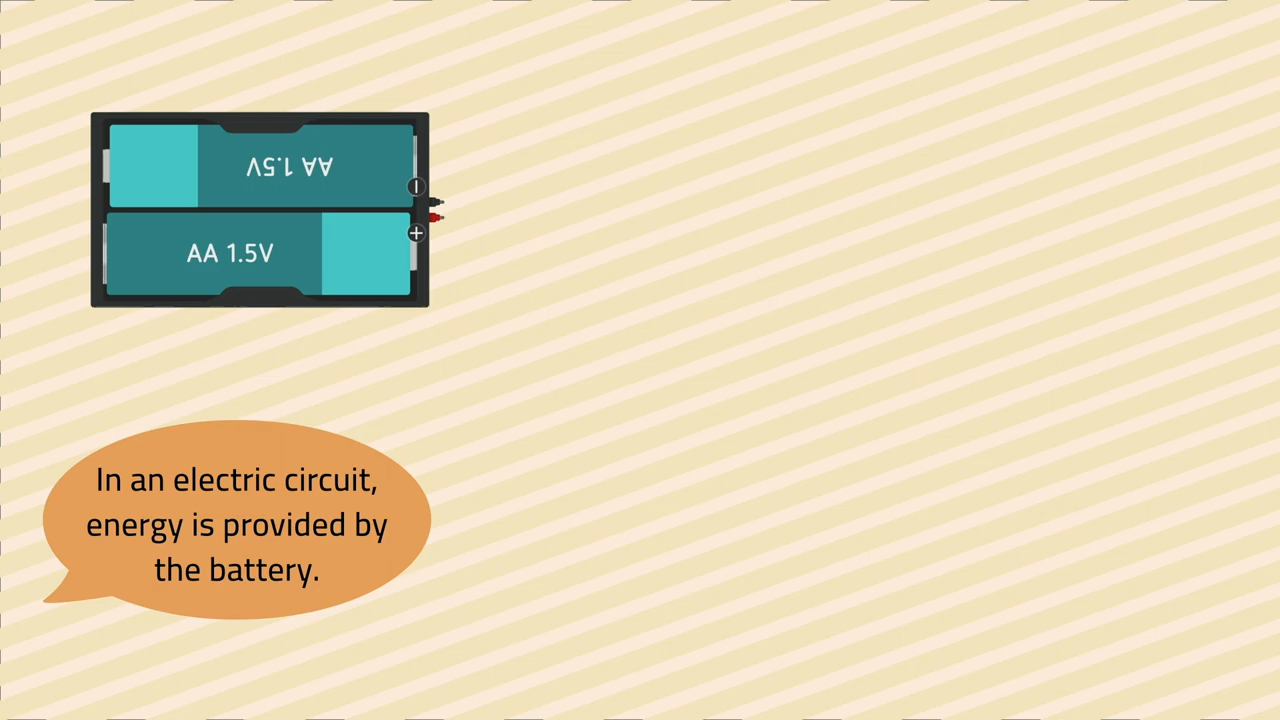 AA 1.5V
AA 1.5V
In an electric circuit,
energy is provided by
the battery.